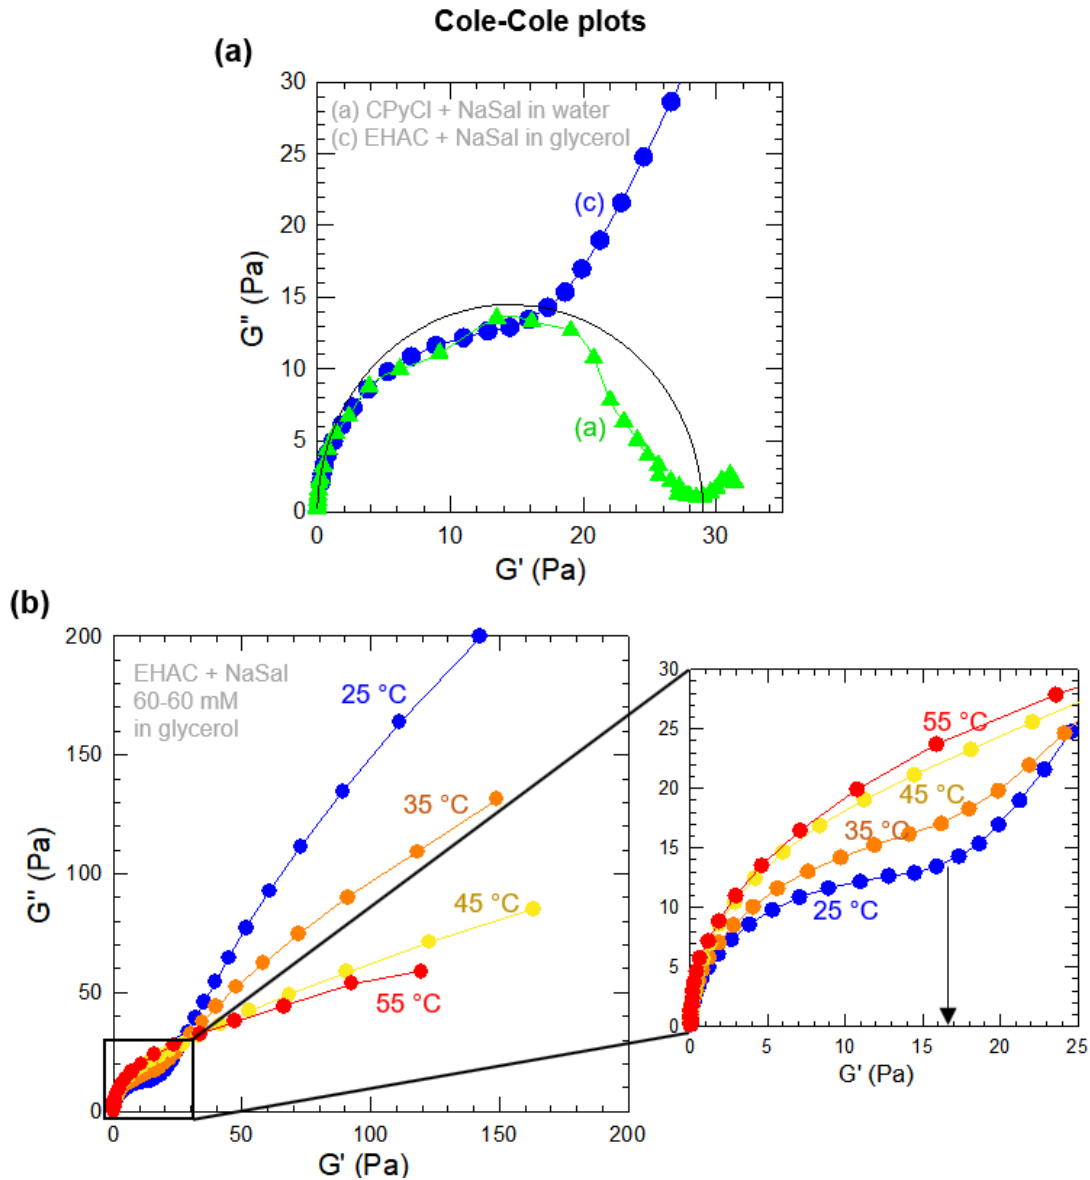 Cole-Cole plots
(a)
30
25
20
15
10
5
0
G" (Pa)
(a) CPyCl + NaSal in water
(c) EHAC + NaSal in glycerol
(c)
(a)
0 10 20 30
G' (Pa)
(b)
200
150
100
50
0
G" (Pa)
EHAC + NaSal
60-60 mM
in glycerol
25 °C
35 °C
45 °C
55 °C
0 50 100 150 200
G' (Pa)
30
25
20
15
10
5
0
55 °C
45 °C
35 °C
25 °C
0 5 10 15 20 25
G' (Pa)